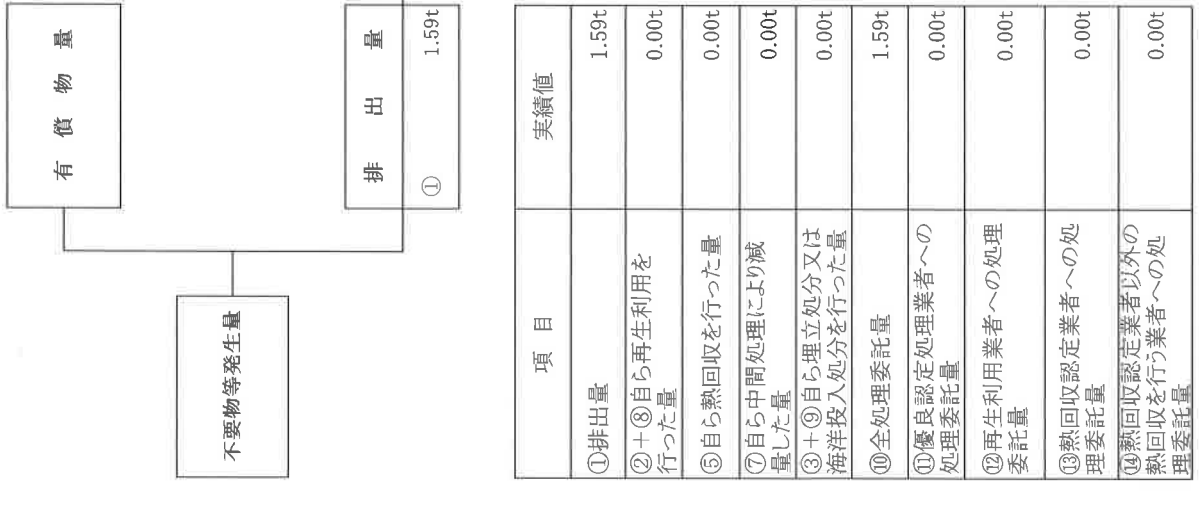 有償物量
不要物等発生量
排出量
① 1.59t
項目 実績値
①排出量 1.59t
②+⑧自ら再生利用を
行った量 0.00t
⑤自ら熱回収を行った量 0.00t
⑦自ら中間処理により減
量した量 0.00t
③+⑨自ら埋立処分又は
海洋投入処分を行った量 0.00t
⑩全処理委託量 1.59t
⑪優良認定処理業者への
処理委託量 0.00t
⑫再生利用業者への処理
委託量 0.00t
⑬熱回収認定業者への処
理委託量 0.00t
⑭熱回収認定業者以外の
熱回収を行う業者への処
理委託量 0.00t